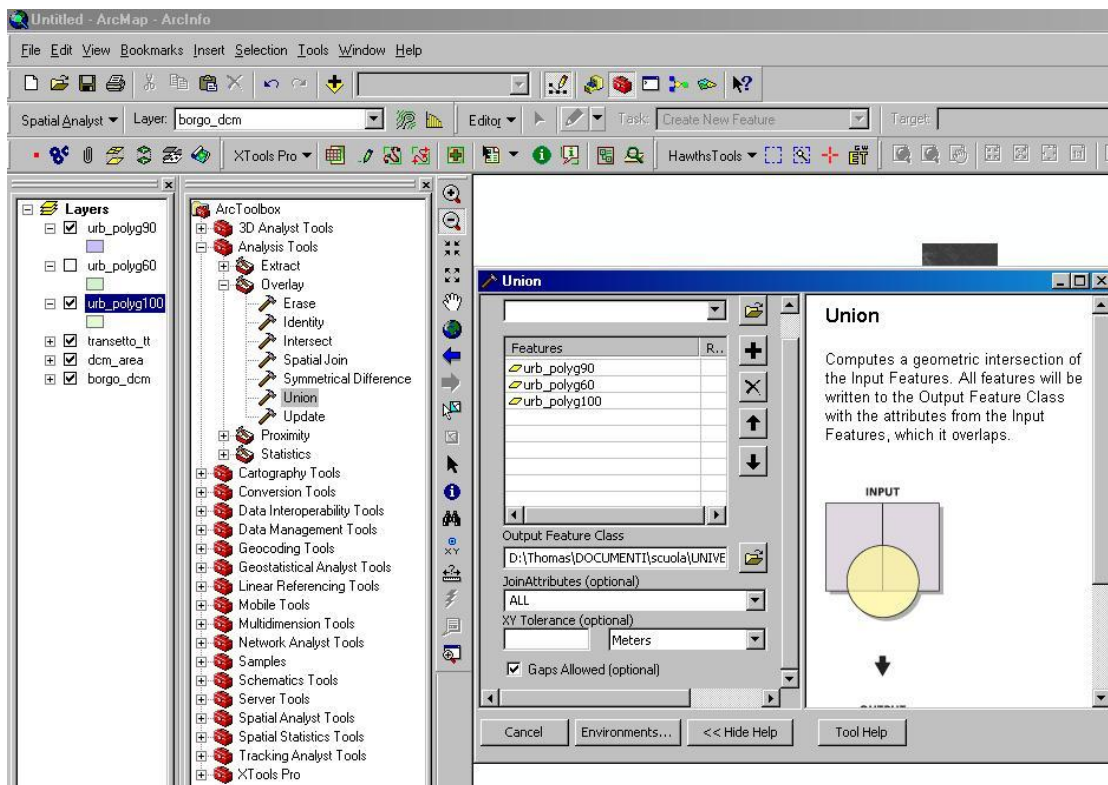 Untitled - ArcMap - ArcInfo
File Edit View Bookmarks Insert Selection Tools Window Help
Spatial Analyst Layer: borgo_dcm Editor Task: Create New Feature Target:
XTools Pro HawthsTools
Layers
urb_polyg90
urb_polyg60
urb_polyg100
transetto_tt
dcm_area
borgo_dcm
ArcToolbox
3D Analyst Tools
Analysis Tools
Extract
Overlay
Erase
Identity
Intersect
Spatial Join
Symmetrical Difference
Union
Update
Proximity
Statistics
Cartography Tools
Conversion Tools
Data Interoperability Tools
Data Management Tools
Geocoding Tools
Geostatistical Analyst Tools
Linear Referencing Tools
Mobile Tools
Multidimension Tools
Network Analyst Tools
Samples
Schematics Tools
Server Tools
Spatial Analyst Tools
Spatial Statistics Tools
Tracking Analyst Tools
XTools Pro
XY
Union
Features R..
urb_polyg90
urb_polyg60
urb_polyg100
Output Feature Class
D:\Thomas\DOCUMENTI\scuola\UNIVE
JoinAttributes (optional)
ALL
XY Tolerance (optional)
Meters
Gaps Allowed (optional)
Cancel Environments... << Hide Help Tool Help
Union
Computes a geometric intersection of
the Input Features. All features will be
written to the Output Feature Class
with the attributes from the Input
Features, which it overlaps.
INPUT